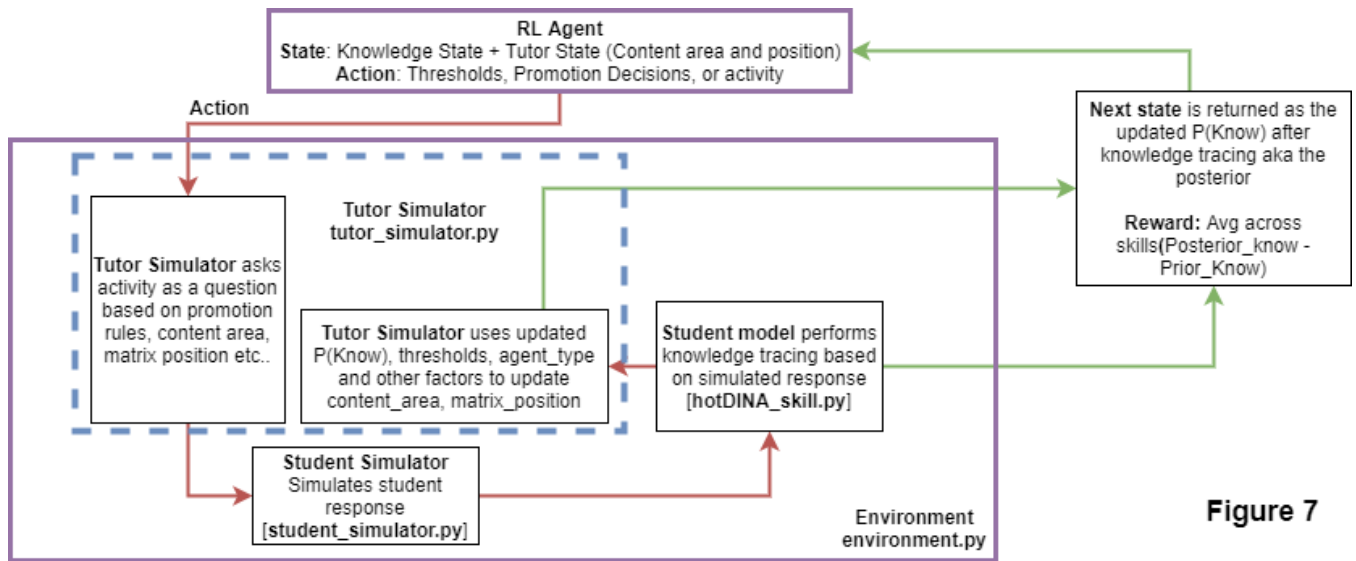 RL Agent
State: Knowledge State + Tutor State (Content area and position)
Action: Thresholds, Promotion Decisions, or activity
Action
Next state is returned as the
updated P(Know) after
knowledge tracing aka the
posterior
Reward: Avg across
skills(Posterior_know -
Prior_Know)
Tutor Simulator
tutor_simulator.py
Tutor Simulator asks
activity as a question
based on promotion
rules, content area,
matrix position etc..
Tutor Simulator uses updated
P(Know), thresholds, agent_type
and other factors to update
content_area, matrix_position
Student model performs
knowledge tracing based
on simulated response
[hotDINA_skill.py]
Student Simulator
Simulates student
response
[student_simulator.py]
Environment
environment.py
Figure 7